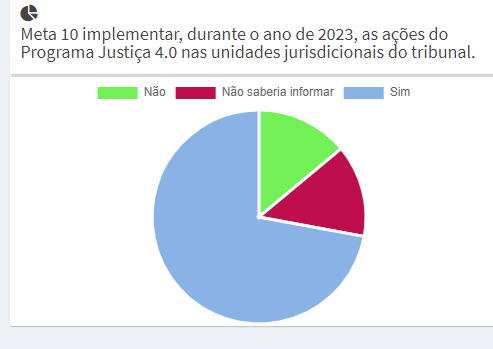 Meta 10 implementar, durante o ano de 2023, as ações do
Programa Justiça 4.0 nas unidades jurisdicionais do tribunal.
Não Não saberia informar Sim